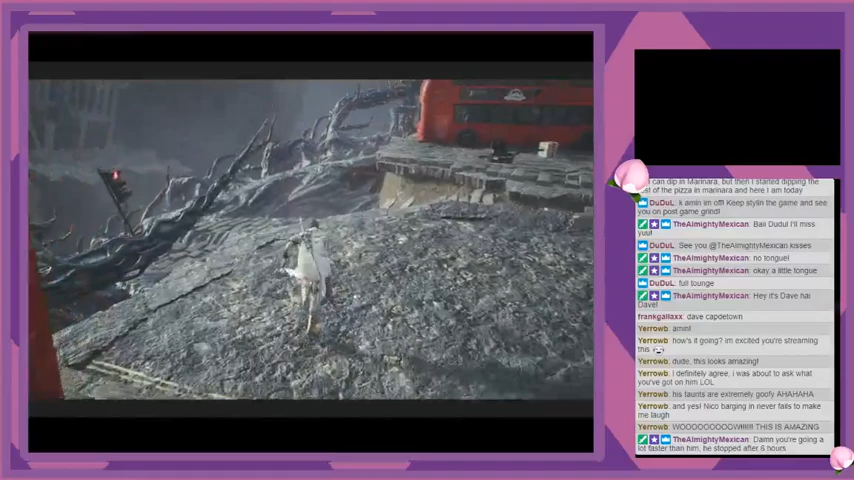 I can dip in Marinara, but then I started dipping the
rest of the pizza in marinara and here I am today
DuDuL: k amin im off! Keep stylin the game and see
you on post game grind!
TheAlmightyMexican: Baii Dudul I'll miss
yuu!
DuDuL: See you @TheAlmightyMexican kisses
TheAlmightyMexican: no tongue!
TheAlmightyMexican: okay a little tongue
DuDuL: full lounge
TheAlmightyMexican: Hey it's Dave hai
Dave!
frankgallaxx: dave capdetown
Yerrowb: amin!
Yerrowb: how's it going? im excited you're streaming
this
Yerrowb: dude, this looks amazing!
Yerrowb: I definitely agree, i was about to ask what
you've got on him LOL
Yerrowb: his taunts are extremely goofy AHAHAHA
Yerrowb: and yes! Nico barging in never fails to make
me laugh
Yerrowb: WOOOOOOOOWIIIIII THIS IS AMAZING
TheAlmightyMexican: Damn you're going a
lot faster than him, he stopped after 6 hours